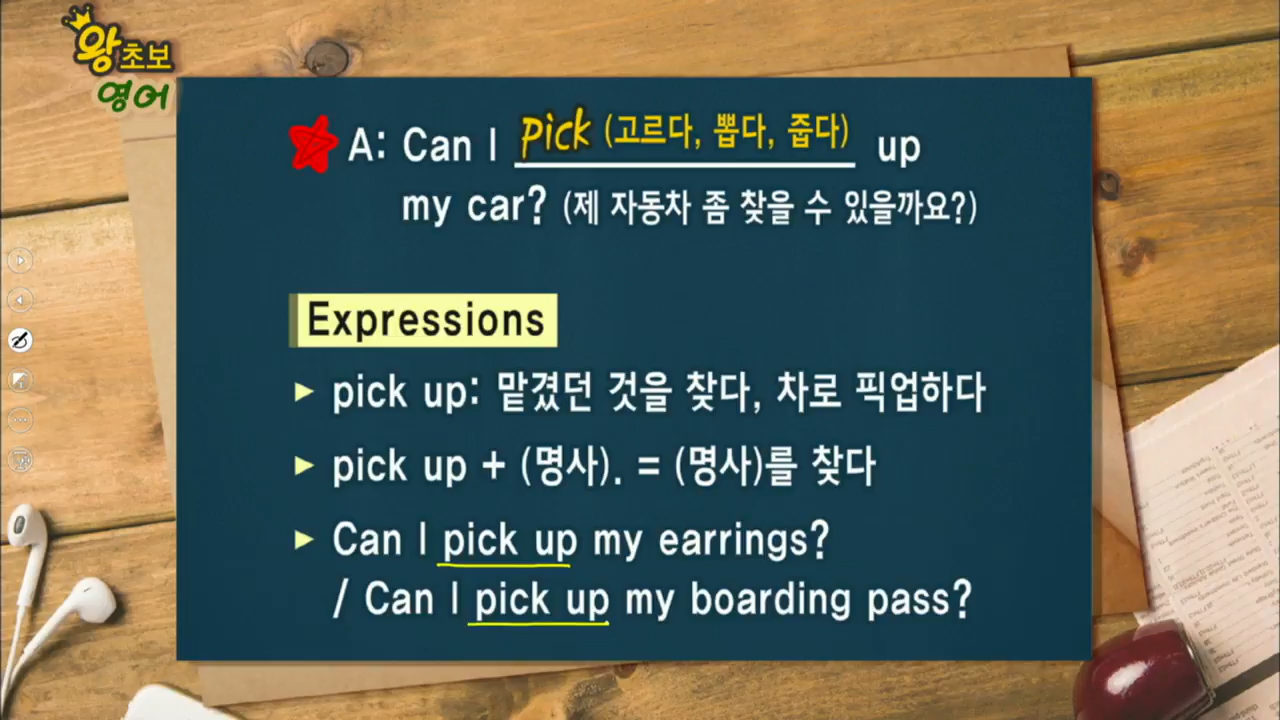 왕초보
영어
A: Can I pick (고르다, 뽑다, 줍다) up
my car? (제 자동차 좀 찾을 수 있을까요?)
Expressions
▶ pick up: 맡겼던 것을 찾다, 차로 픽업하다
▶ pick up + (명사). = (명사)를 찾다
▶ Can I pick up my earrings?
/ Can I pick up my boarding pass?